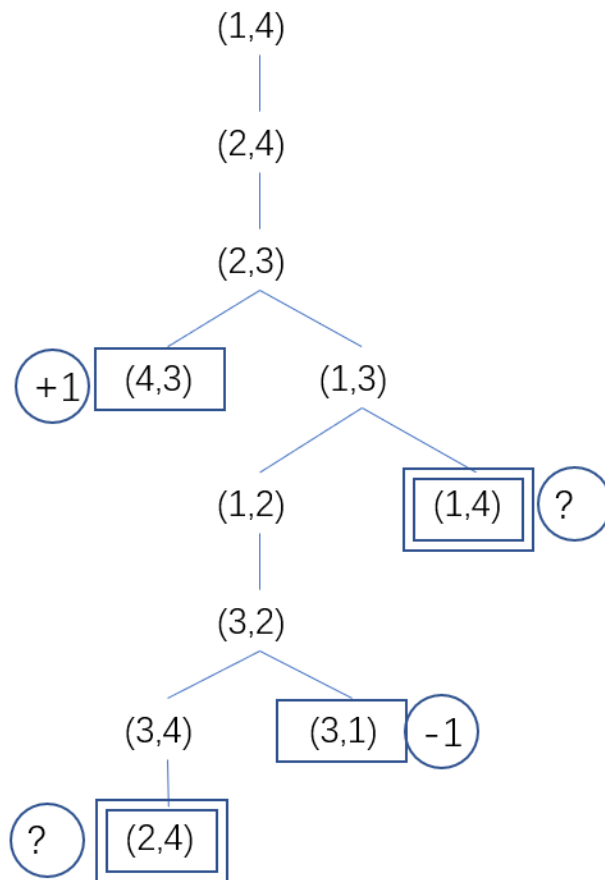 (1,4)
(2,4)
(2,3)
+1 (4,3) (1,3)
(1,2) (1,4) ?
(3,2)
(3,4) (3,1) -1
? (2,4)